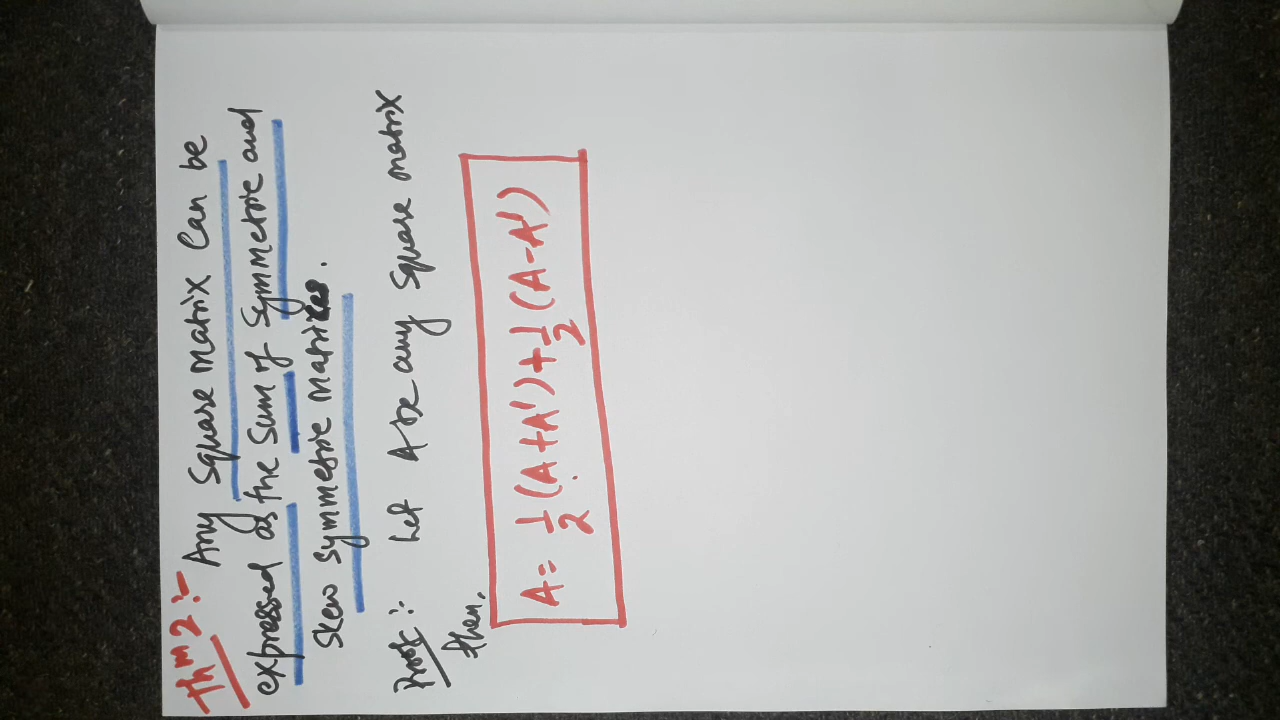 Thm 2:- Any Square matrix Can be
expressed as the Sum of Symmetric and
Skew symmetric matrices.
Proof:- Let A be any square matrix
then,
A = 1/2 (A + A') + 1/2 (A - A')